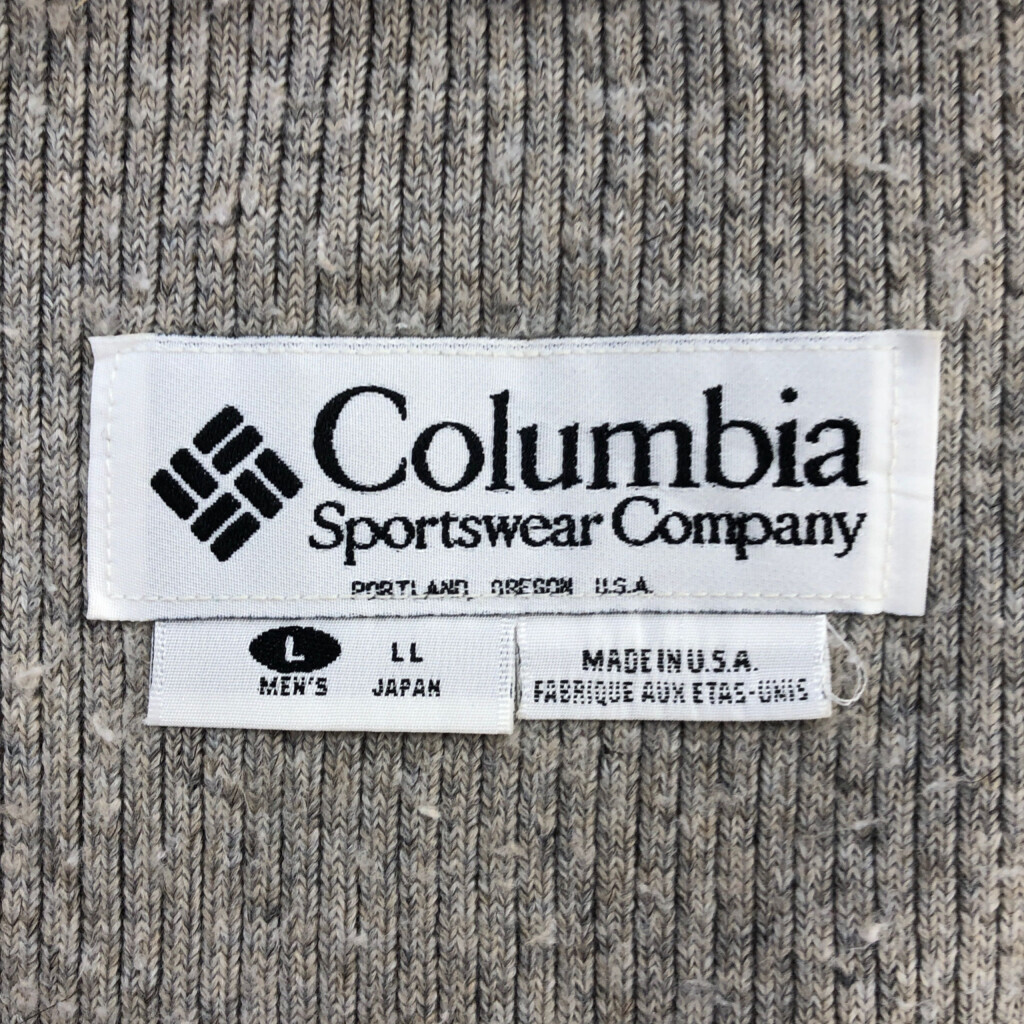 Columbia
Sportswear Company
PORTLAND, OREGON U.S.A.
L LL
MEN'S JAPAN
MADE IN U.S.A.
FABRIQUE AUX ETAS-UNIS